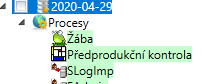 2020-04-29
Procesy
Žába
Předprodukční kontrola
SLogImp